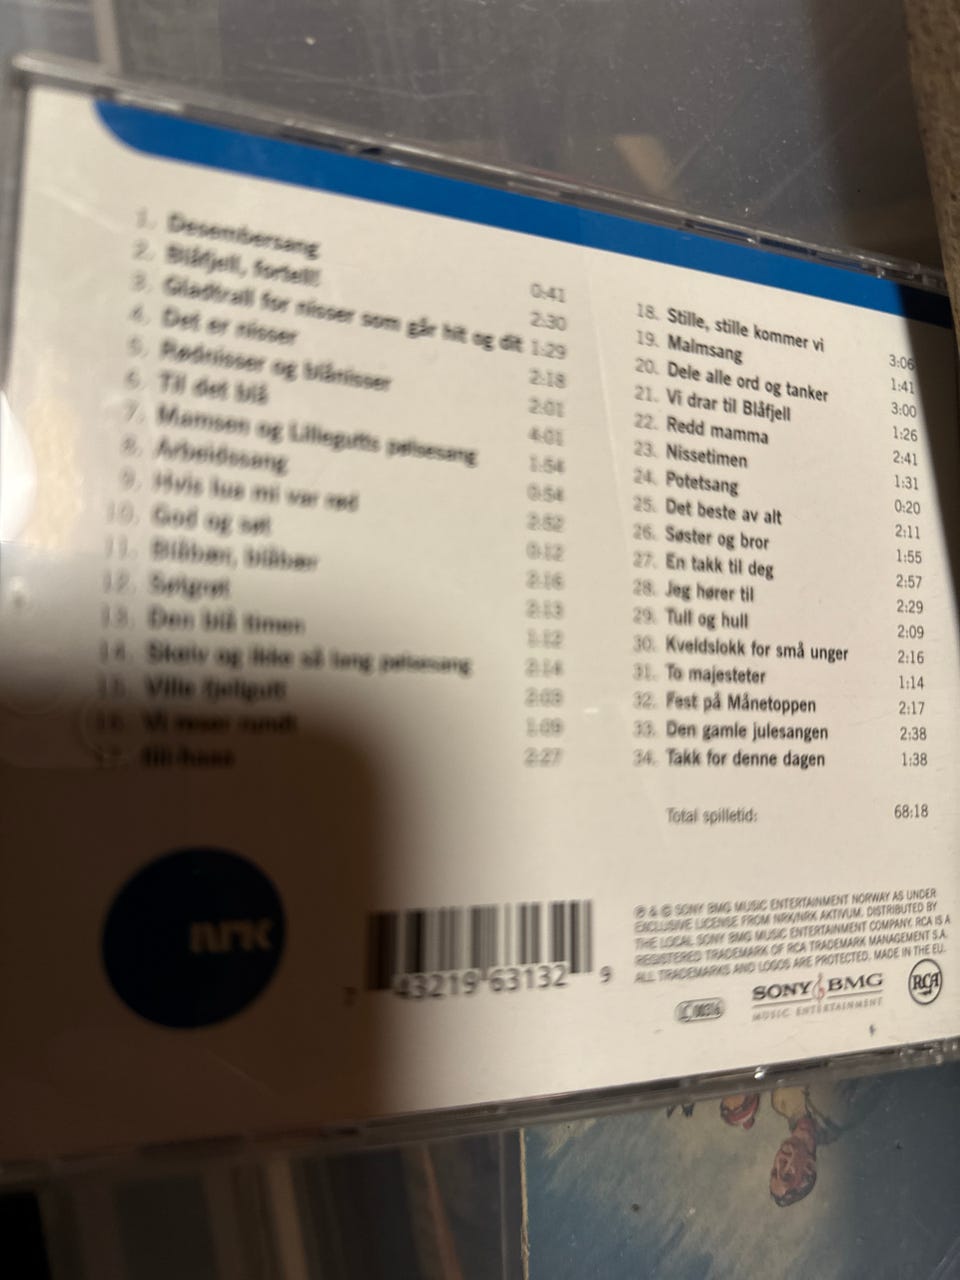 1. Desembersang 0:41
2. Blåfjell, fortell! 2:30
3. Gladtrall for nisser som går hit og dit 1:29
4. Det er nisser 2:18
5. Rødnisser og blånisser 2:01
6. Til det blå 4:01
7. Mamsen og Lillegutts pølsesang 1:54
8. Arbeidssang 0:54
9. Hvis lua mi var rød 2:52
10. God og søt 0:12
11. Blåbær, blåbær 2:16
12. Søtgrøt 2:13
13. Den blå timen 1:12
14. og ikke så lang pølsesang 2:14
15. Ville fjellgutt 2:03
16. Vi reser rundt 1:09
17. 2:27
18. Stille, stille kommer vi 3:06
19. Malmsang 1:41
20. Dele alle ord og tanker 3:00
21. Vi drar til Blåfjell 1:26
22. Redd mamma 2:41
23. Nissetimen 1:31
24. Potetsang 0:20
25. Det beste av alt 2:11
26. Søster og bror 1:55
27. En takk til deg 2:57
28. Jeg hører til 2:29
29. Tull og hull 2:09
30. Kveldslokk for små unger 2:16
31. To majesteter 1:14
32. Fest på Månetoppen 2:17
33. Den gamle julesangen 2:38
34. Takk for denne dagen 1:38
Total spilletid: 68:18
NRK
7 43219 63132 9
℗ & © SONY BMG MUSIC ENTERTAINMENT NORWAY AS UNDER
EXCLUSIVE LICENSE FROM NRK/NRK AKTIVUM. DISTRIBUTED BY
THE LOCAL SONY BMG MUSIC ENTERTAINMENT COMPANY. RCA IS A
REGISTERED TRADEMARK OF RCA TRADEMARK MANAGEMENT S.A.
ALL TRADEMARKS AND LOGOS ARE PROTECTED. MADE IN THE EU.
SONY BMG
MUSIC ENTERTAINMENT
RCA